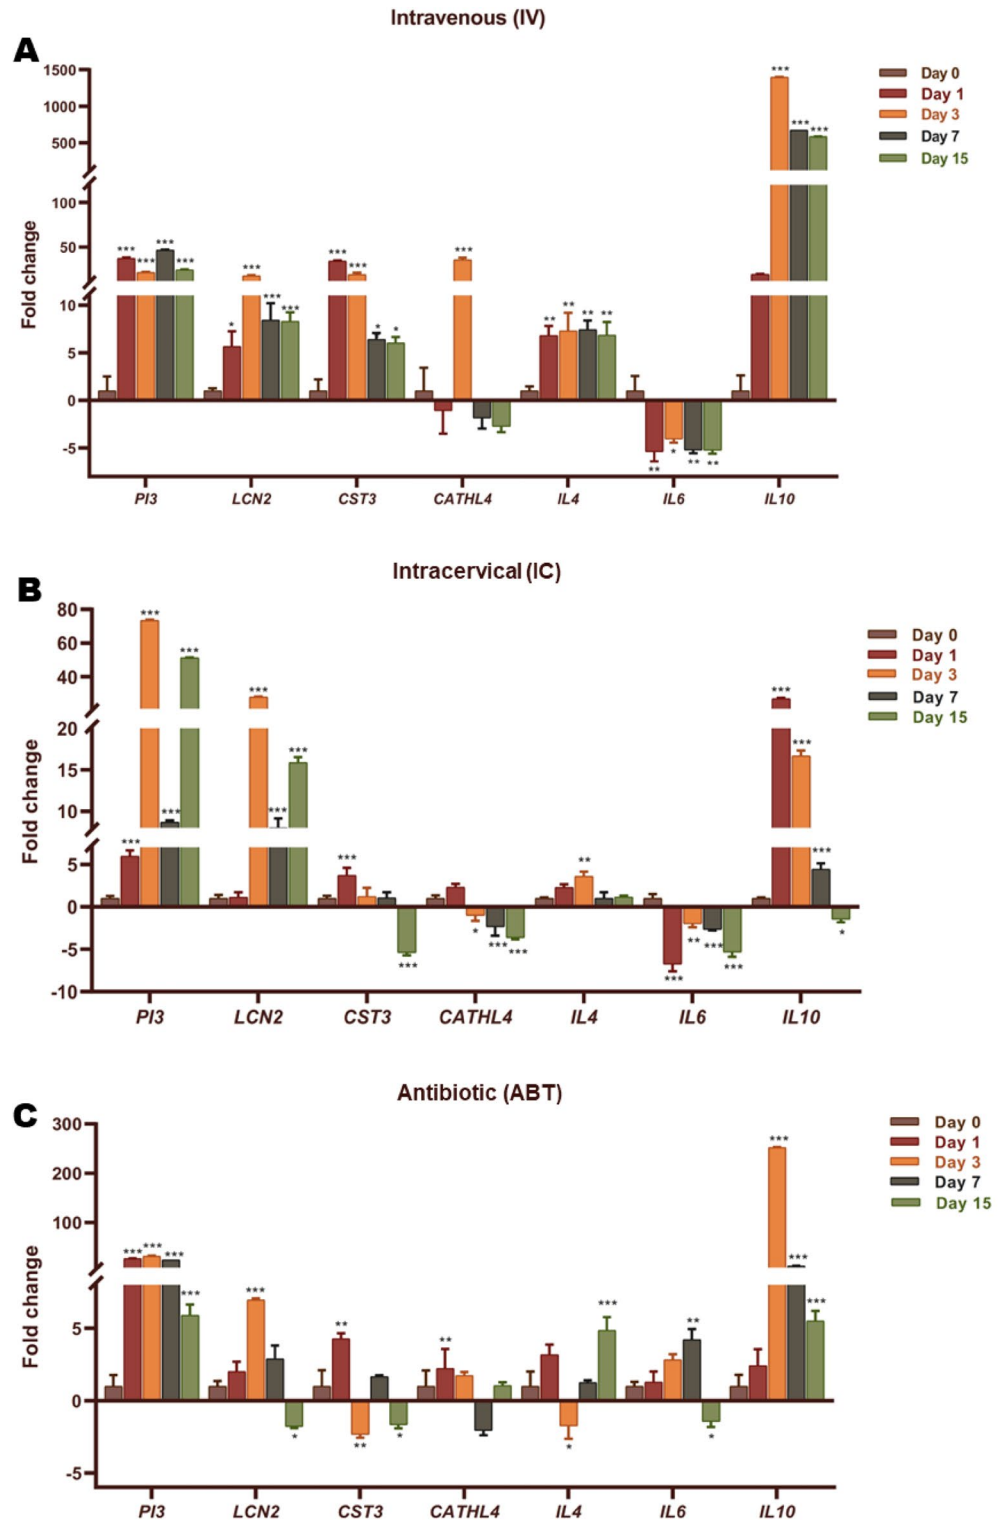 Intravenous (IV)
A
Day 0
Day 1
Day 3
Day 7
Day 15
Fold change
1500
1000
500
100
50
10
5
0
-5
*** *** *** ***
* *** *** ***
*** *** * *
***
** ** ** **
** * ** **
*** *** ***
PI3 LCN2 CST3 CATHL4 IL4 IL6 IL10
Intracervical (IC)
B
Day 0
Day 1
Day 3
Day 7
Day 15
Fold change
80
60
40
20
15
10
5
0
-5
-10
*** *** *** ***
*** *** ***
*** ***
* *** ***
**
*** ** *** ***
*** *** *** *
PI3 LCN2 CST3 CATHL4 IL4 IL6 IL10
Antibiotic (ABT)
C
Day 0
Day 1
Day 3
Day 7
Day 15
Fold change
300
200
100
5
0
-5
*** *** *** ***
*** *
** ** *
**
* ***
** *
*** *** ***
PI3 LCN2 CST3 CATHL4 IL4 IL6 IL10